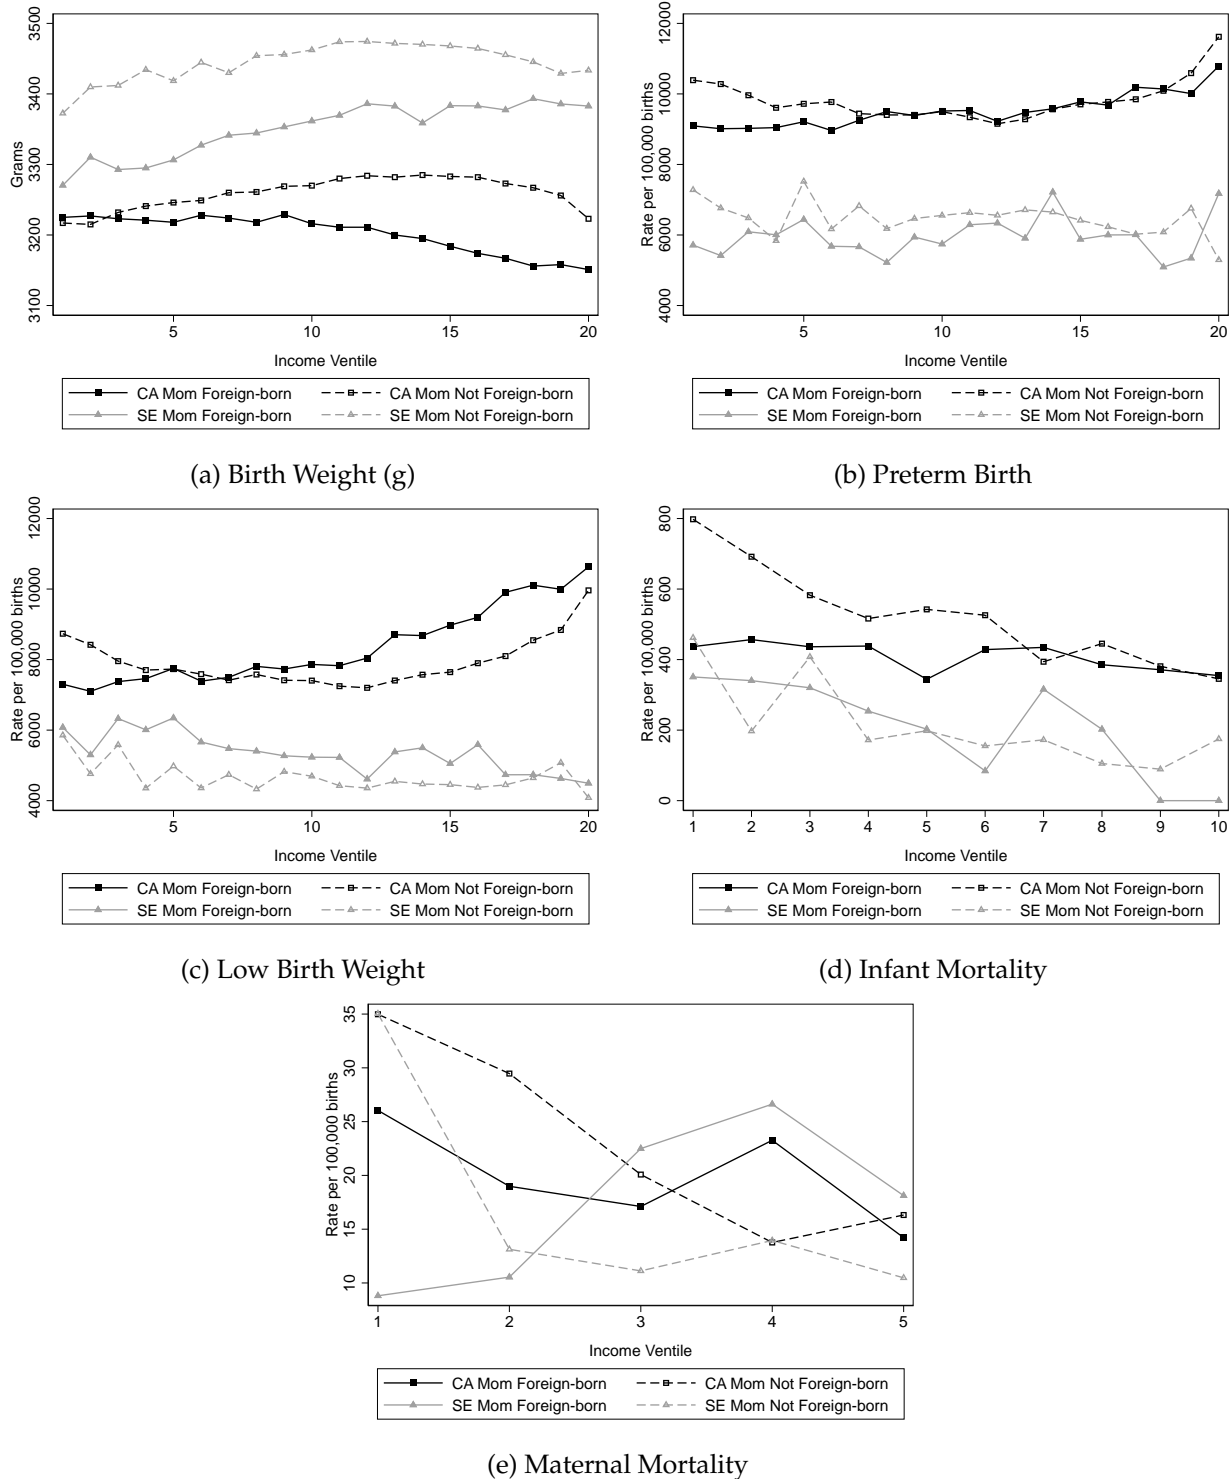 Grams
3100 3200 3300 3400 3500
5 10 15 20
Income Ventile
CA Mom Foreign-born CA Mom Not Foreign-born
SE Mom Foreign-born SE Mom Not Foreign-born
(a) Birth Weight (g)
Rate per 100,000 births
4000 6000 8000 10000 12000
5 10 15 20
Income Ventile
CA Mom Foreign-born CA Mom Not Foreign-born
SE Mom Foreign-born SE Mom Not Foreign-born
(b) Preterm Birth
Rate per 100,000 births
4000 6000 8000 10000 12000
5 10 15 20
Income Ventile
CA Mom Foreign-born CA Mom Not Foreign-born
SE Mom Foreign-born SE Mom Not Foreign-born
(c) Low Birth Weight
Rate per 100,000 births
0 200 400 600 800
1 2 3 4 5 6 7 8 9 10
Income Ventile
CA Mom Foreign-born CA Mom Not Foreign-born
SE Mom Foreign-born SE Mom Not Foreign-born
(d) Infant Mortality
Rate per 100,000 births
10 15 20 25 30 35
1 2 3 4 5
Income Ventile
CA Mom Foreign-born CA Mom Not Foreign-born
SE Mom Foreign-born SE Mom Not Foreign-born
(e) Maternal Mortality